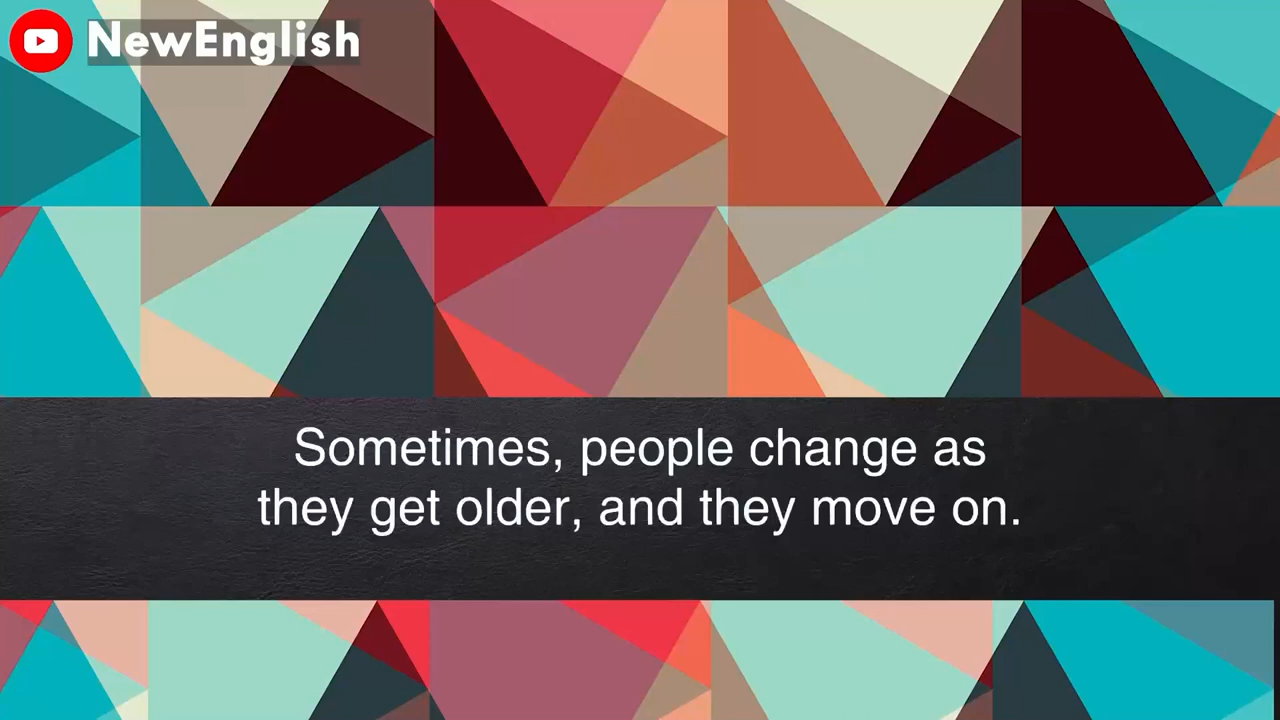 NewEnglish
Sometimes, people change as
they get older, and they move on.